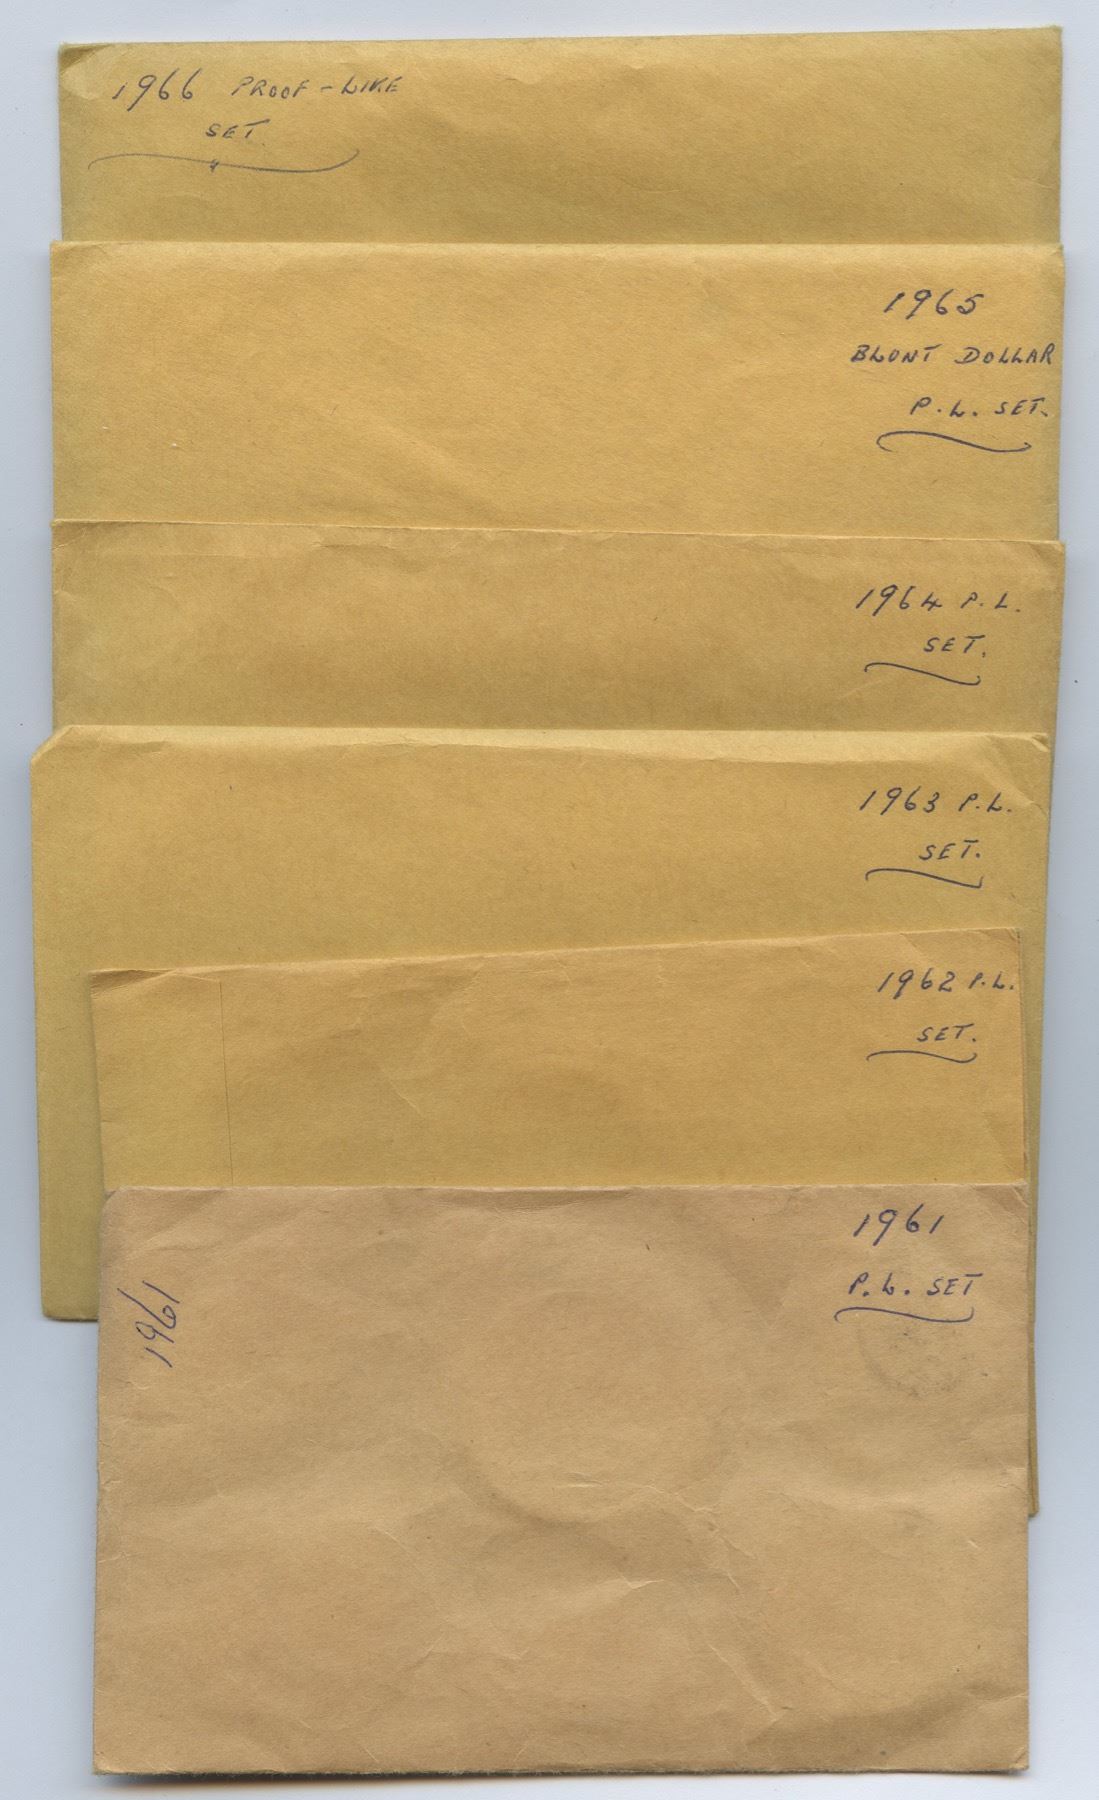 1966 PROOF-LIKE
SET
1965
BLUNT DOLLAR
P.L. SET.
1964 P.L.
SET.
1963 P.L.
SET.
1962 P.L.
SET.
1961
P.L. SET
1961